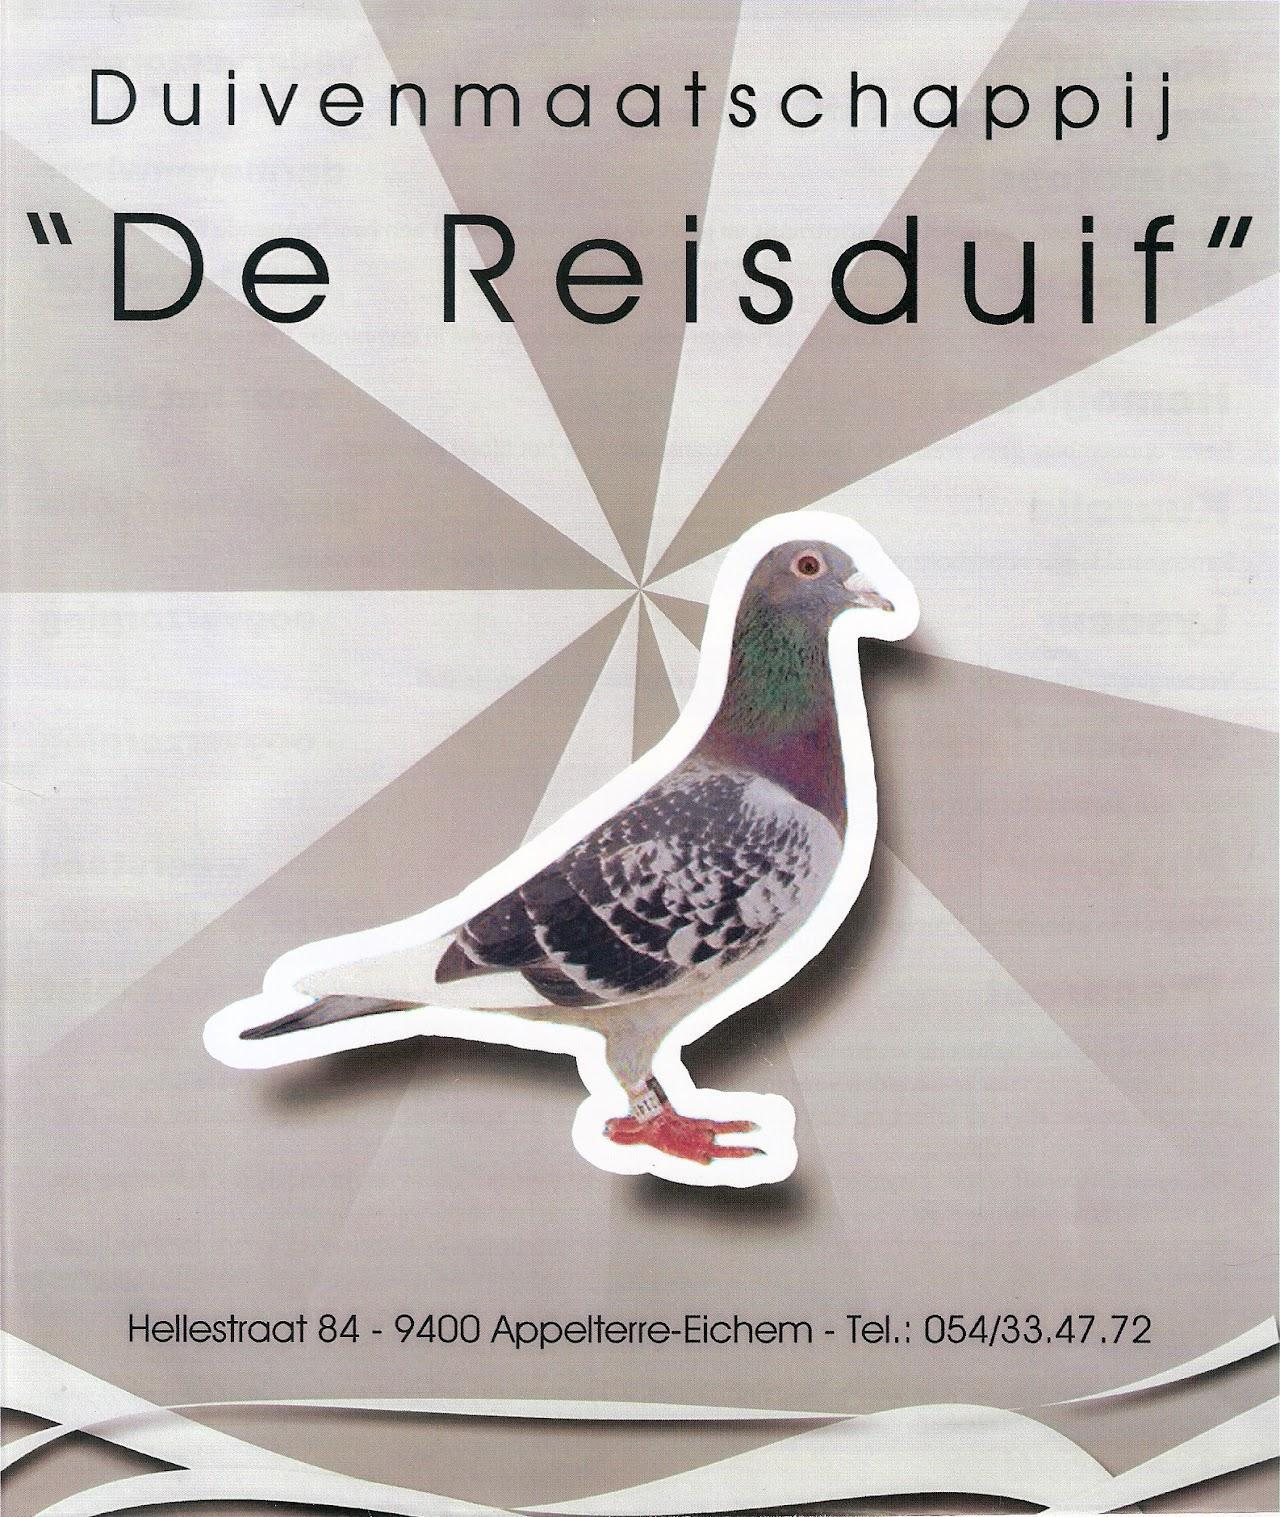 Duivenmaatschappij
"De Reisduif"
Hellestraat 84 - 9400 Appelterre-Eichem - Tel.: 054/33.47.72